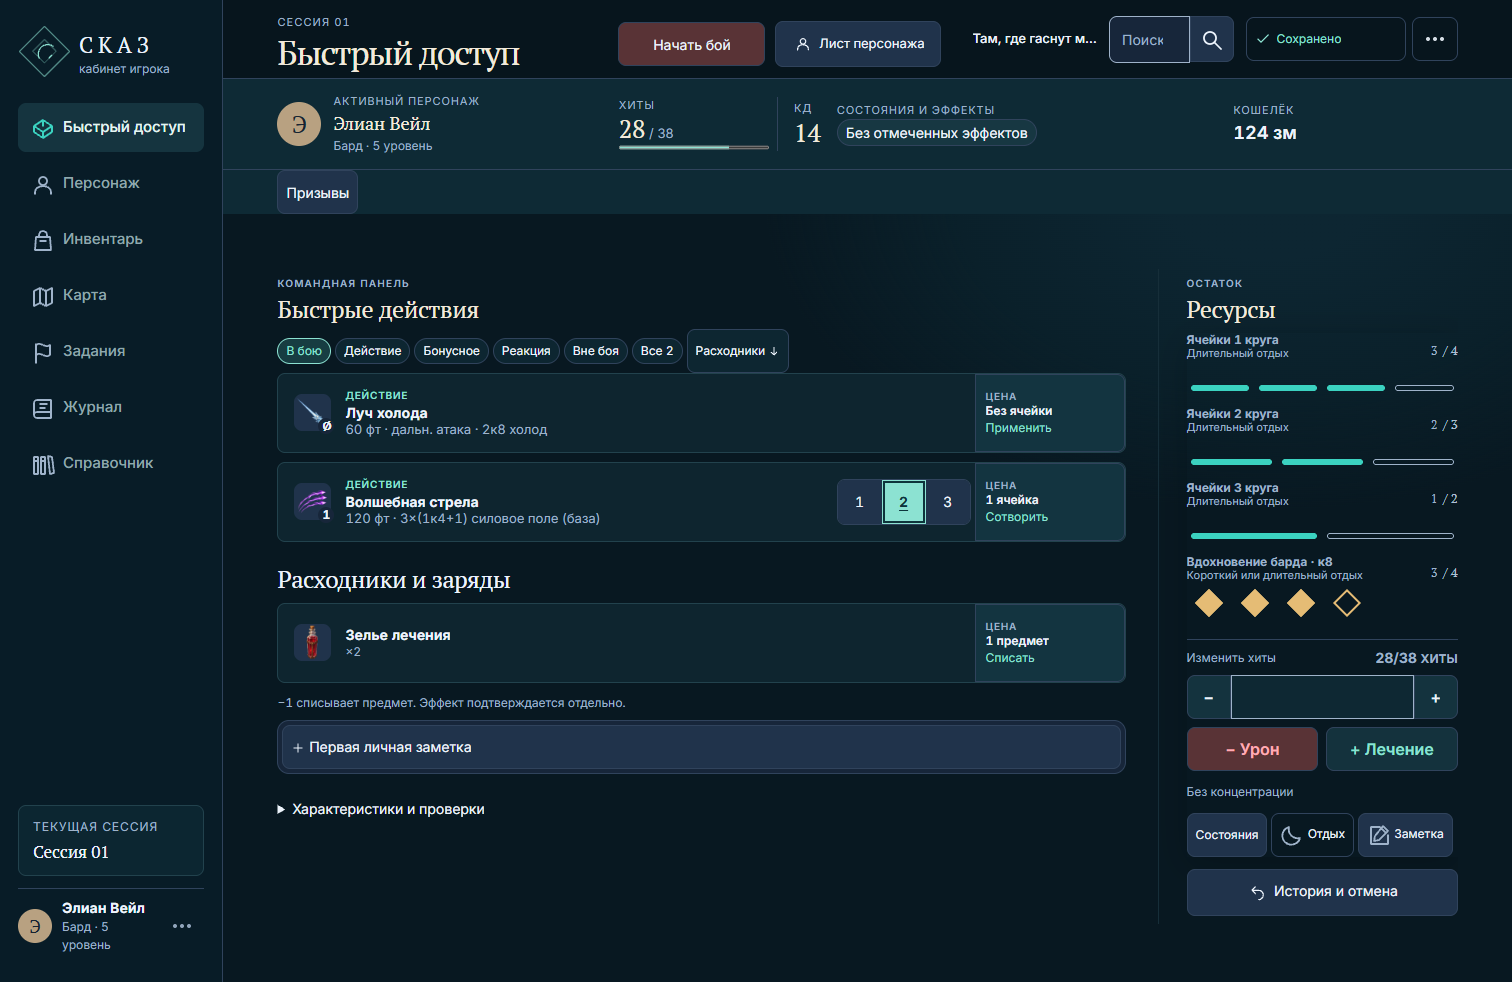 СКАЗ
кабинет игрока
Быстрый доступ
Персонаж
Инвентарь
Карта
Задания
Журнал
Справочник
ТЕКУЩАЯ СЕССИЯ
Сессия 01
Э
Элиан Вейл
Бард · 5 уровень
СЕССИЯ 01
Быстрый доступ
Начать бой
Лист персонажа
Там, где гаснут м...
Поиск
Сохранено
Э
АКТИВНЫЙ ПЕРСОНАЖ
Элиан Вейл
Бард · 5 уровень
ХИТЫ
28 / 38
КД
14
СОСТОЯНИЯ И ЭФФЕКТЫ
Без отмеченных эффектов
КОШЕЛЁК
124 зм
Призывы
КОМАНДНАЯ ПАНЕЛЬ
Быстрые действия
В бою
Действие
Бонусное
Реакция
Вне боя
Все 2
Расходники ↓
Ø
ДЕЙСТВИЕ
Луч холода
60 фт · дальн. атака · 2к8 холод
ЦЕНА
Без ячейки
Применить
1
ДЕЙСТВИЕ
Волшебная стрела
120 фт · 3×(1к4+1) силовое поле (база)
1
2
3
ЦЕНА
1 ячейка
Сотворить
Расходники и заряды
Зелье лечения
×2
ЦЕНА
1 предмет
Списать
−1 списывает предмет. Эффект подтверждается отдельно.
+ Первая личная заметка
Характеристики и проверки
ОСТАТОК
Ресурсы
Ячейки 1 круга
Длительный отдых
3 / 4
Ячейки 2 круга
Длительный отдых
2 / 3
Ячейки 3 круга
Длительный отдых
1 / 2
Вдохновение барда · к8
Короткий или длительный отдых
3 / 4
Изменить хиты
28/38 хиты
−
+
− Урон
+ Лечение
Без концентрации
Состояния
Отдых
Заметка
История и отмена